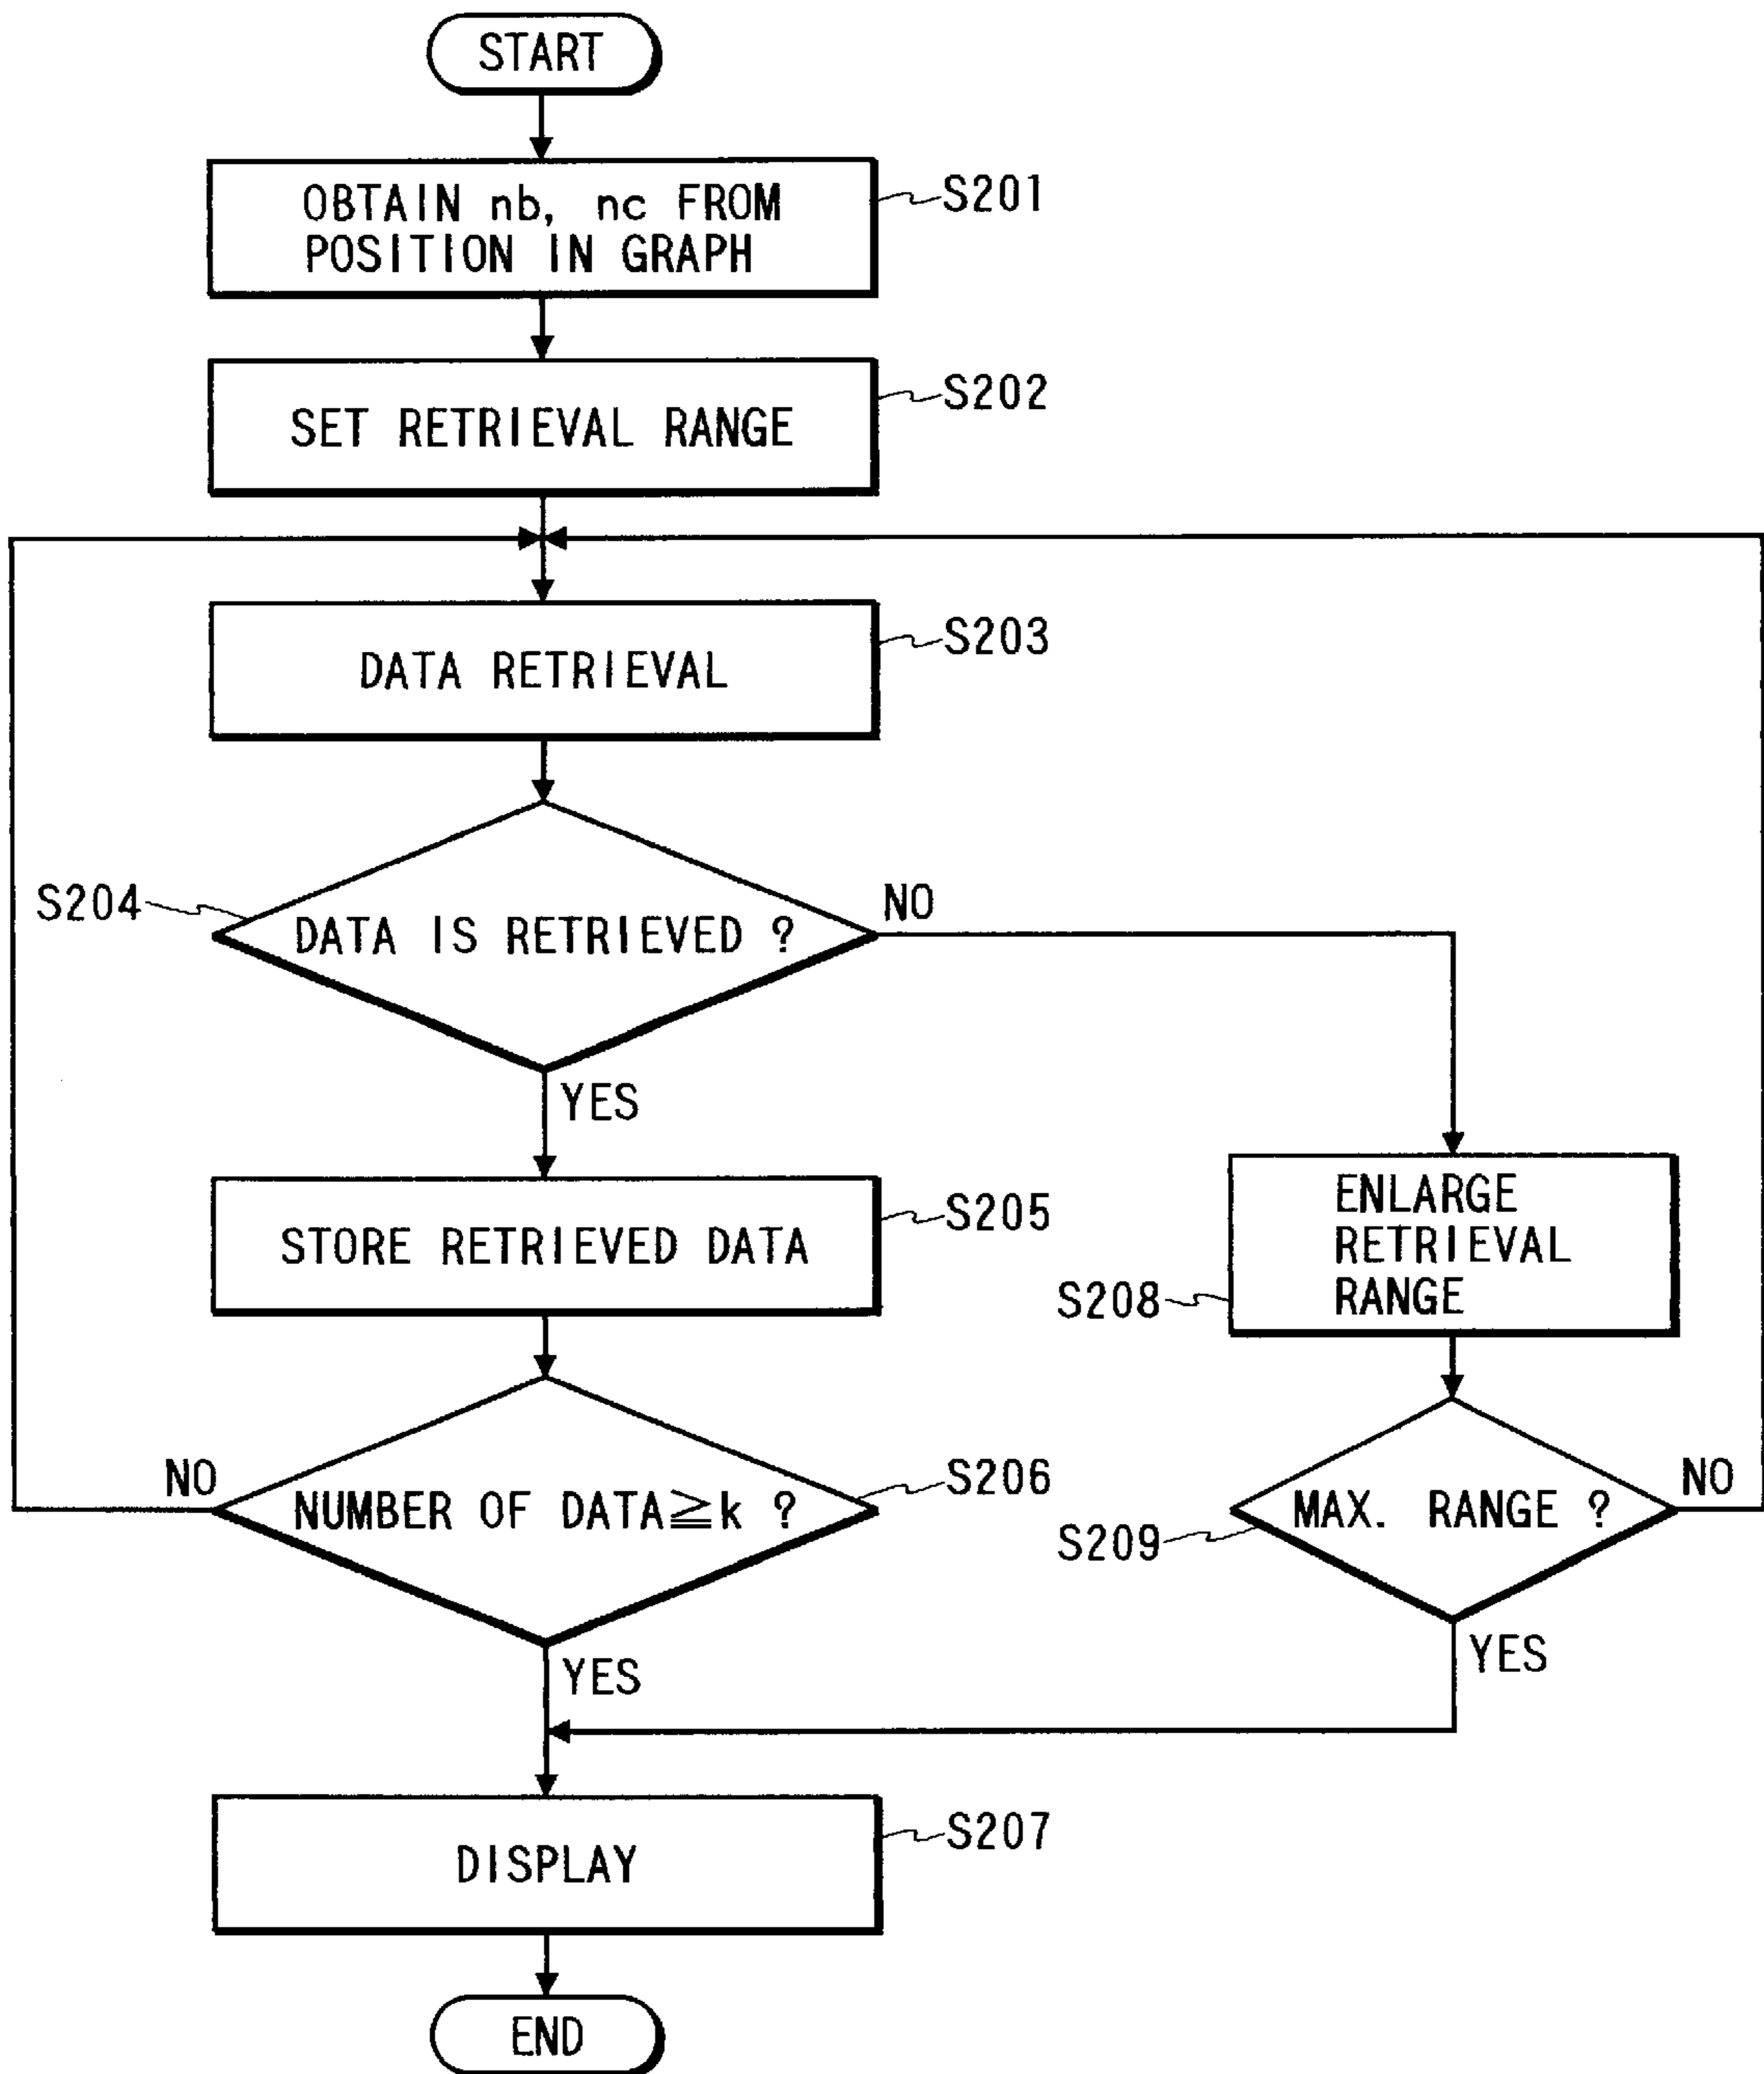 START
OBTAIN nb, nc FROM
POSITION IN GRAPH
S201
SET RETRIEVAL RANGE
S202
DATA RETRIEVAL
S203
S204
DATA IS RETRIEVED ?
NO
YES
STORE RETRIEVED DATA
S205
ENLARGE
RETRIEVAL
RANGE
S208
NO
NUMBER OF DATA≧k ?
S206
MAX. RANGE ?
NO
S209
YES
YES
DISPLAY
S207
END